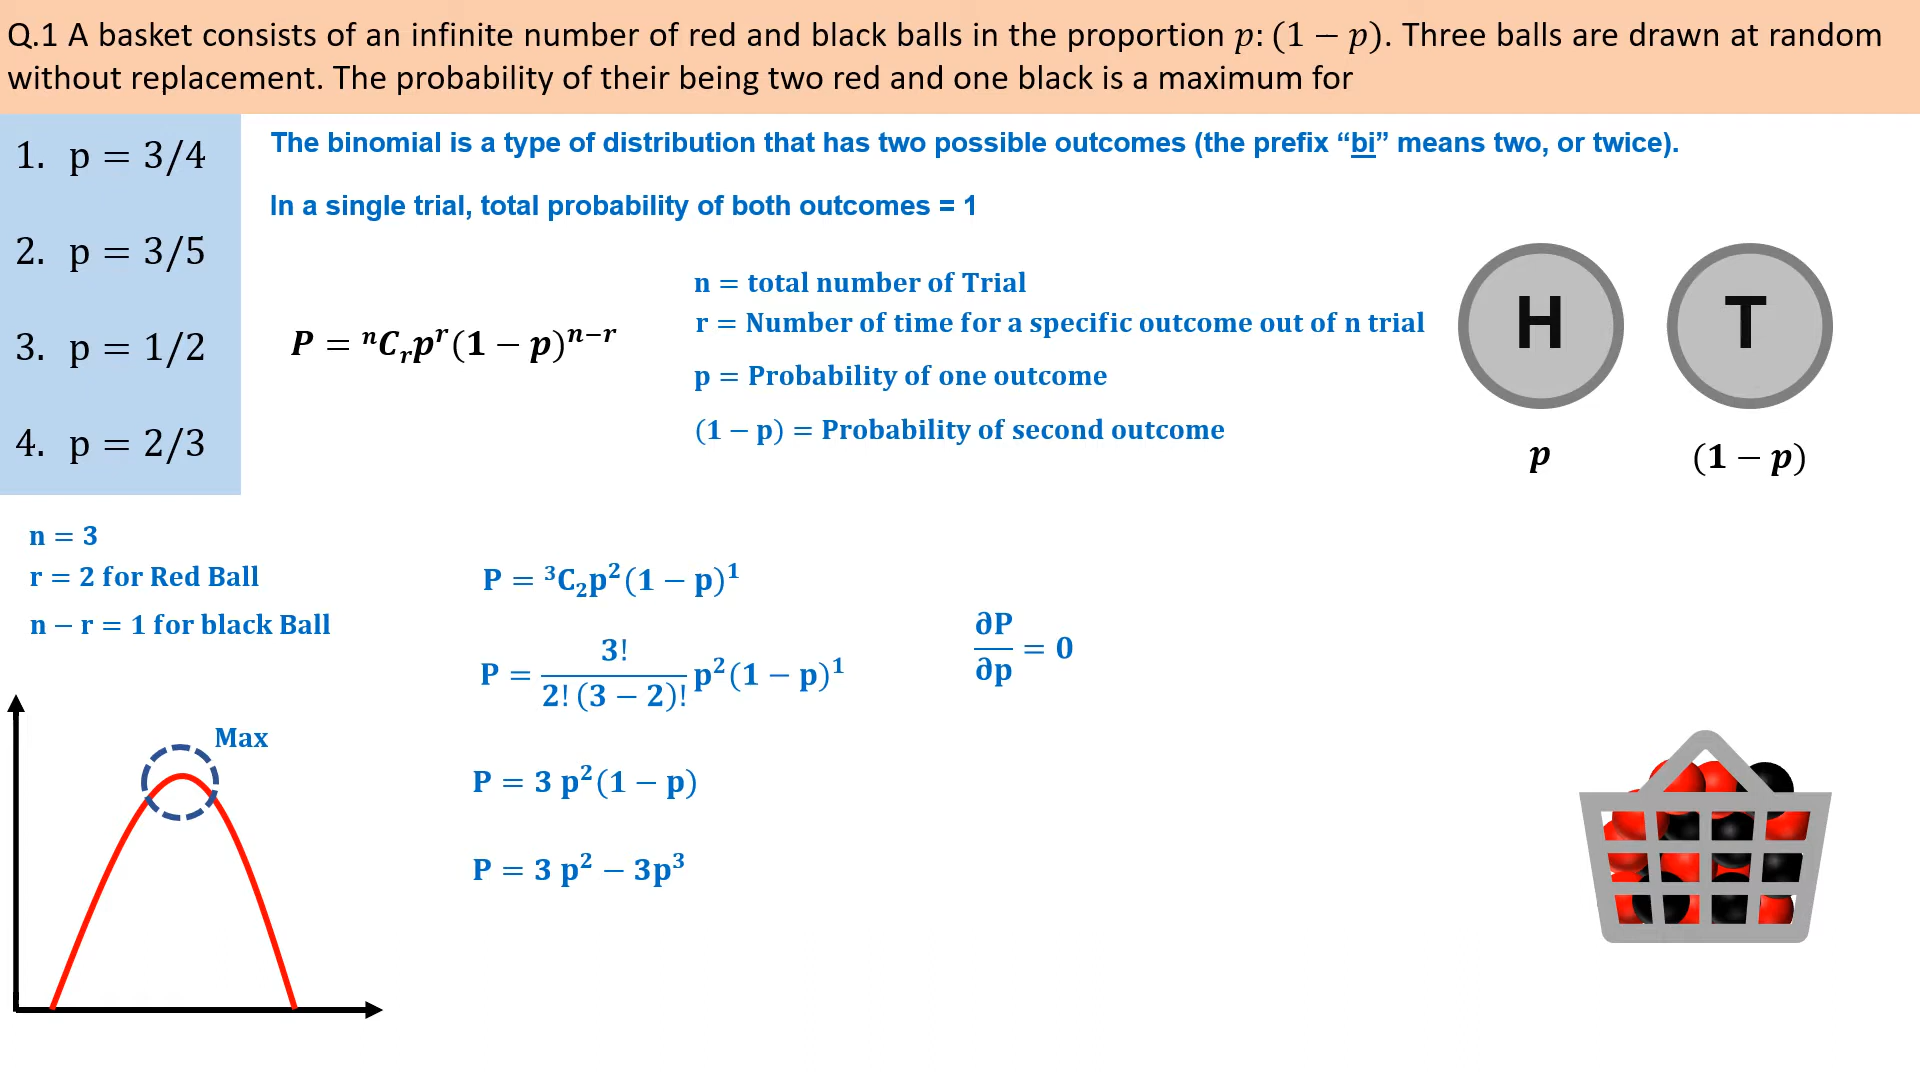 Q.1 A basket consists of an infinite number of red and black balls in the proportion p: (1 − p). Three balls are drawn at random
without replacement. The probability of their being two red and one black is a maximum for
1. p = 3/4
2. p = 3/5
3. p = 1/2
4. p = 2/3
The binomial is a type of distribution that has two possible outcomes (the prefix “bi” means two, or twice).
In a single trial, total probability of both outcomes = 1
P = ⁿCᵣpʳ(1 − p)ⁿ⁻ʳ
n = total number of Trial
r = Number of time for a specific outcome out of n trial
p = Probability of one outcome
(1 − p) = Probability of second outcome
H T
p (1 − p)
n = 3
r = 2 for Red Ball
n − r = 1 for black Ball
Max
P = ³C₂p²(1 − p)¹
P = 3! / 2! (3 − 2)! p²(1 − p)¹
P = 3 p²(1 − p)
P = 3 p² − 3p³
∂P / ∂p = 0